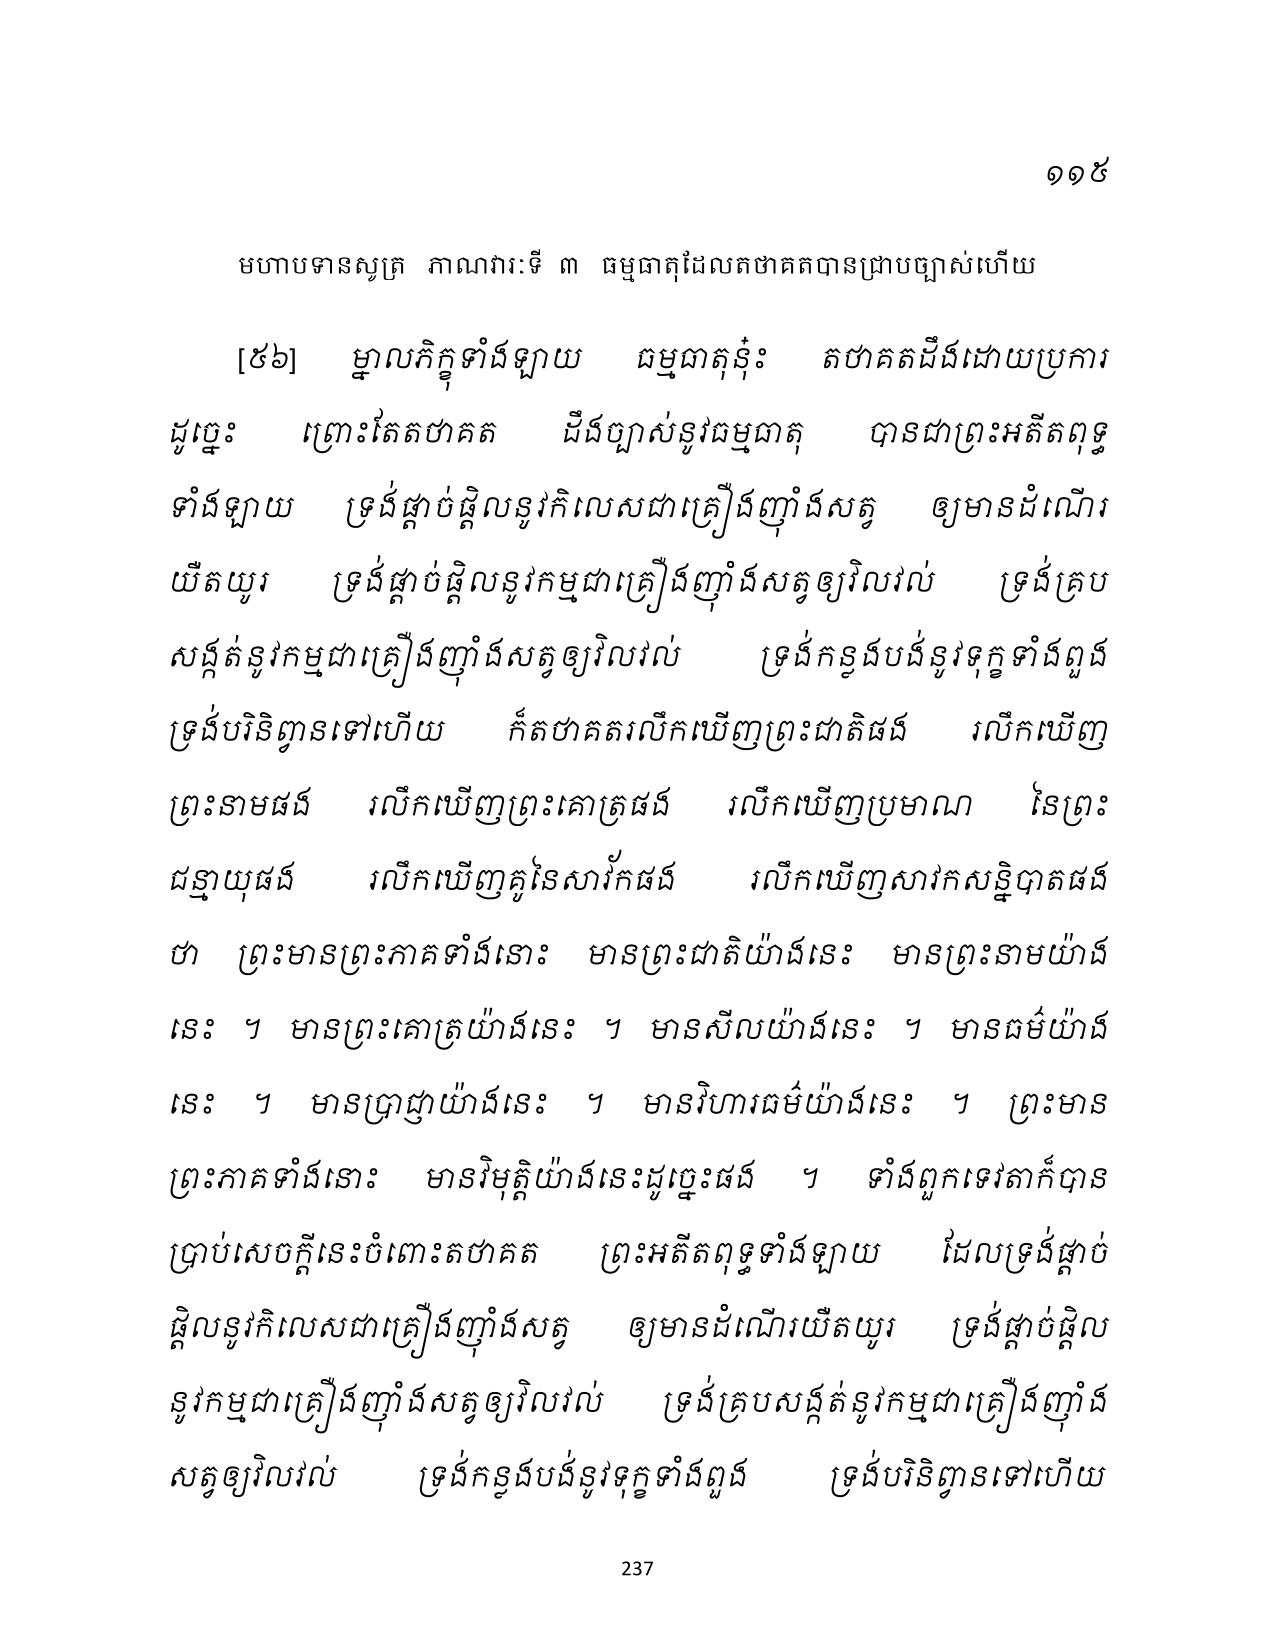 ១១៥
មហាបទានសូត្រ ភាណវារៈទី ៣ ធម្មធាតុដែលតថាគតបានជ្រាបច្បាស់ហើយ
[៥៦] ម្នាលភិក្ខុទាំងឡាយ ធម្មធាតុនុ៎ះ តថាគតដឹងដោយប្រការ
ដូច្នេះ ព្រោះតែតថាគត ដឹងច្បាស់នូវធម្មធាតុ បានជាព្រះអតីតពុទ្ធ
ទាំងឡាយ ទ្រង់ផ្តាច់ផ្តិលនូវកិលេសជាគ្រឿងញ៉ាំងសត្វ ឲ្យមានដំណើរ
យឺតយូរ ទ្រង់ផ្តាច់ផ្តិលនូវកម្មជាគ្រឿងញ៉ាំងសត្វឲ្យវិលវល់ ទ្រង់គ្រប
សង្កត់នូវកម្មជាគ្រឿងញ៉ាំងសត្វឲ្យវិលវល់ ទ្រង់កន្លងបង់នូវទុក្ខទាំងពួង
ទ្រង់បរិនិព្វានទៅហើយ ក៏តថាគតរលឹកឃើញព្រះជាតិផង រលឹកឃើញ
ព្រះនាមផង រលឹកឃើញព្រះគោត្រផង រលឹកឃើញប្រមាណ នៃព្រះ
ជន្មាយុផង រលឹកឃើញគូនៃសាវ័កផង រលឹកឃើញសាវកសន្និបាតផង
ថា ព្រះមានព្រះភាគទាំងនោះ មានព្រះជាតិយ៉ាងនេះ មានព្រះនាមយ៉ាង
នេះ ។ មានព្រះគោត្រយ៉ាងនេះ ។ មានសីលយ៉ាងនេះ ។ មានធម៌យ៉ាង
នេះ ។ មានប្រាជ្ញាយ៉ាងនេះ ។ មានវិហារធម៌យ៉ាងនេះ ។ ព្រះមាន
ព្រះភាគទាំងនោះ មានវិមុត្តិយ៉ាងនេះដូច្នេះផង ។ ទាំងពួកទេវតាក៏បាន
ប្រាប់សេចក្តីនេះចំពោះតថាគត ព្រះអតីតពុទ្ធទាំងឡាយ ដែលទ្រង់ផ្តាច់
ផ្តិលនូវកិលេសជាគ្រឿងញ៉ាំងសត្វ ឲ្យមានដំណើរយឺតយូរ ទ្រង់ផ្តាច់ផ្តិល
នូវកម្មជាគ្រឿងញ៉ាំងសត្វឲ្យវិលវល់ ទ្រង់គ្របសង្កត់នូវកម្មជាគ្រឿងញ៉ាំង
សត្វឲ្យវិលវល់ ទ្រង់កន្លងបង់នូវទុក្ខទាំងពួង ទ្រង់បរិនិព្វានទៅហើយ
237